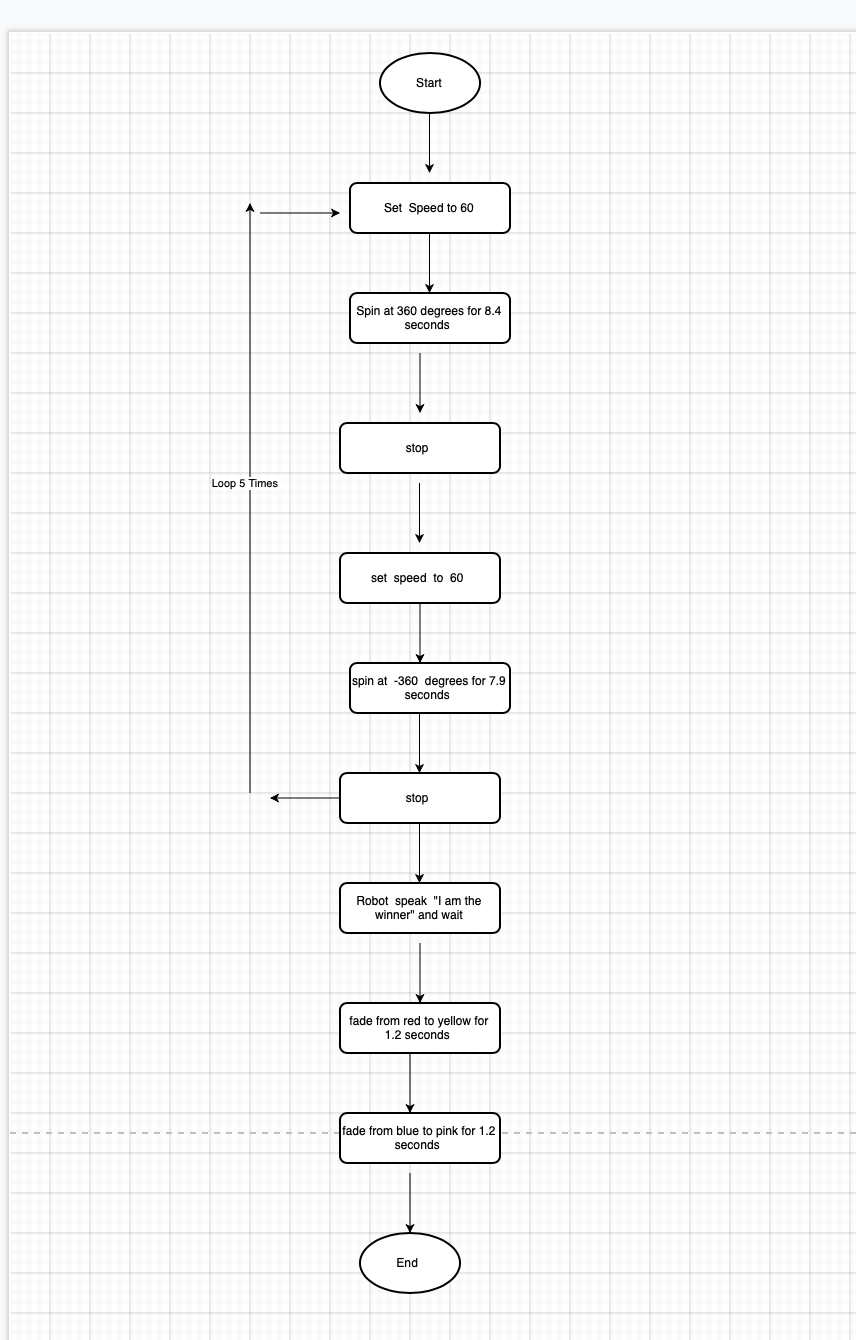 Start
Set Speed to 60
Spin at 360 degrees for 8.4
seconds
stop
Loop 5 Times
set speed to 60
spin at -360 degrees for 7.9
seconds
stop
Robot speak "I am the
winner" and wait
fade from red to yellow for
1.2 seconds
fade from blue to pink for 1.2
seconds
End